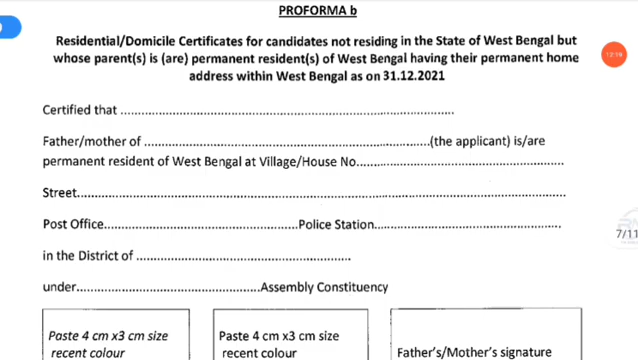 PROFORMA b
Residential/Domicile Certificates for candidates not residing in the State of West Bengal but
whose parent(s) is (are) permanent resident(s) of West Bengal having their permanent home
address within West Bengal as on 31.12.2021
Certified that ............................................................................................................
Father/mother of ..........................................................................................(the applicant) is/are
permanent resident of West Bengal at Village/House No..................................................................
Street............................................................................................................................................................
Post Office..............................................................Police Station............................................................
in the District of .....................................................................
under............................................................Assembly Constituency
Paste 4 cm x3 cm size
recent colour
Paste 4 cm x3 cm size
recent colour
Father's/Mother's signature
7/11